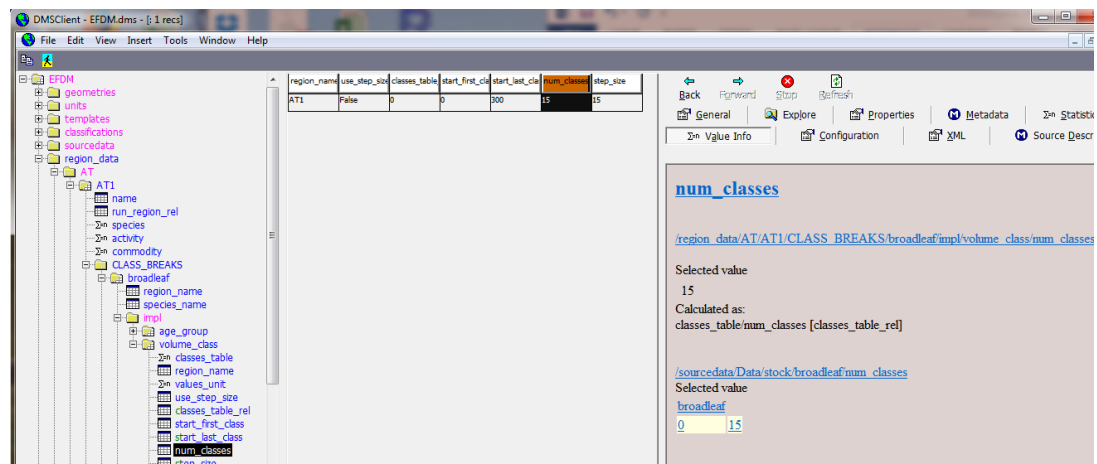 DMSClient - EFDM.dms - [: 1 recs]
File Edit View Insert Tools Window Help
EFDM
geometries
units
templates
classifications
sourcedata
region_data
AT
AT1
name
run_region_rel
Σ=n species
Σ=n activity
Σ=n commodity
CLASS_BREAKS
broadleaf
region_name
species_name
impl
age_group
volume_class
Σ=n classes_table
region_name
Σ=n values_unit
use_step_size
classes_table_rel
start_first_class
start_last_class
num_classes
step_size
region_name use_step_size classes_table start_first_cla start_last_cla num_classes step_size
AT1 False 0 0 300 15 15
Back Forward Stop Refresh
General Explore Properties Metadata Σ=n Statistic
Σ=n Value Info Configuration XML Source Descr
num_classes
/region_data/AT/AT1/CLASS_BREAKS/broadleaf/impl/volume_class/num_classes
Selected value
15
Calculated as:
classes_table/num_classes [classes_table_rel]
/sourcedata/Data/stock/broadleaf/num_classes
Selected value
broadleaf
0 15